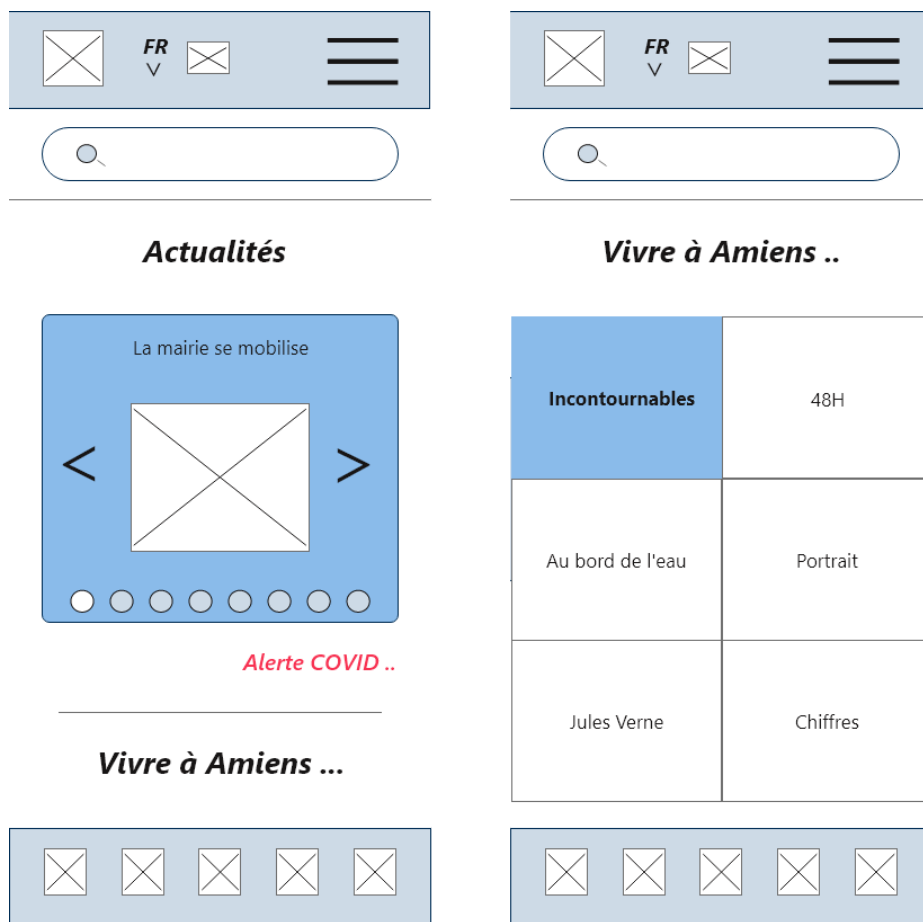 FR
Actualités
La mairie se mobilise
< >
Alerte COVID ..
Vivre à Amiens ...
FR
Vivre à Amiens ..
Incontournables
48H
Au bord de l'eau
Portrait
Jules Verne
Chiffres